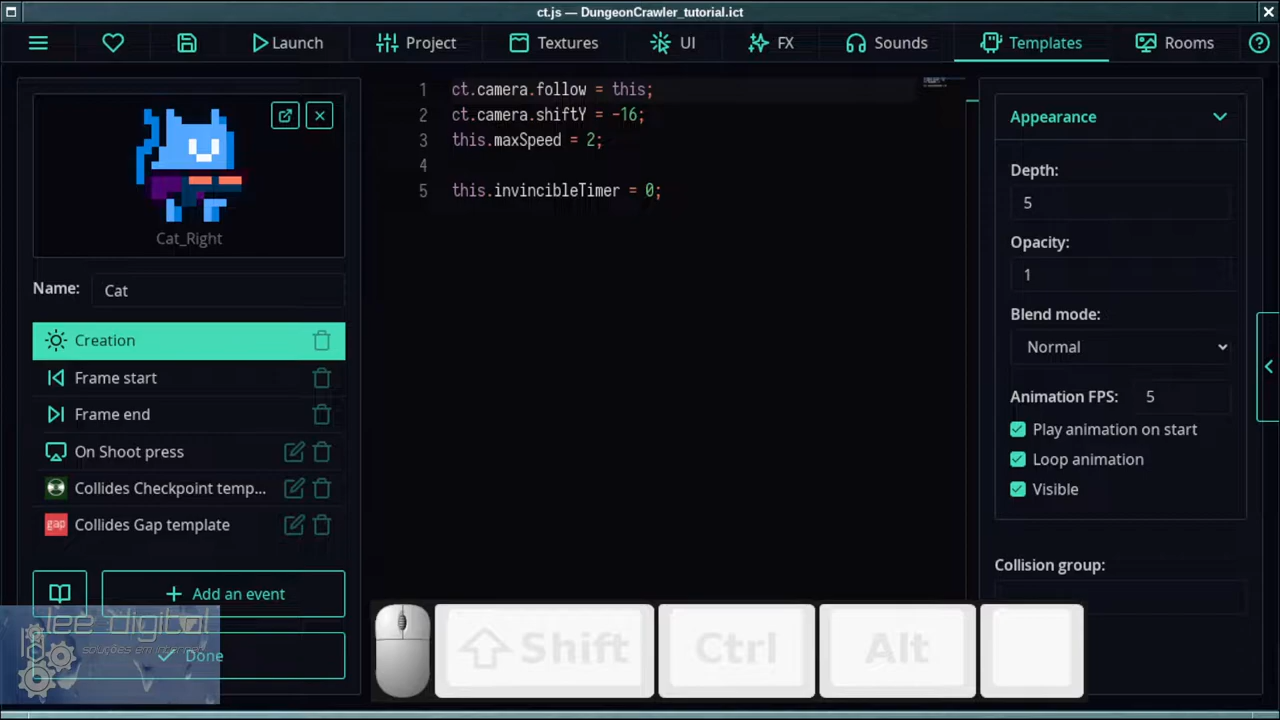 ct.js — DungeonCrawler_tutorial.ict
Launch
Project
Textures
UI
FX
Sounds
Templates
Rooms
Cat_Right
Name: Cat
Creation
Frame start
Frame end
On Shoot press
Collides Checkpoint temp...
gap Collides Gap template
Add an event
Done
lee digital
1 ct.camera.follow = this;
2 ct.camera.shiftY = -16;
3 this.maxSpeed = 2;
4
5 this.invincibleTimer = 0;
Appearance
Depth:
5
Opacity:
1
Blend mode:
Normal
Animation FPS: 5
Play animation on start
Loop animation
Visible
Collision group:
Shift
Ctrl
Alt